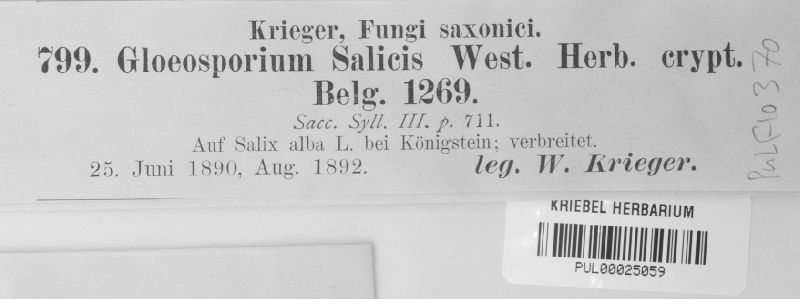 Krieger, Fungi saxonici.
799. Gloeosporium Salicis West. Herb. crypt.
Belg. 1269.
Sacc. Syll. III. p. 711.
Auf Salix alba L. bei Königstein; verbreitet.
25. Juni 1890, Aug. 1892. leg. W. Krieger.
PULF10370
KRIEBEL HERBARIUM
PUL00025059